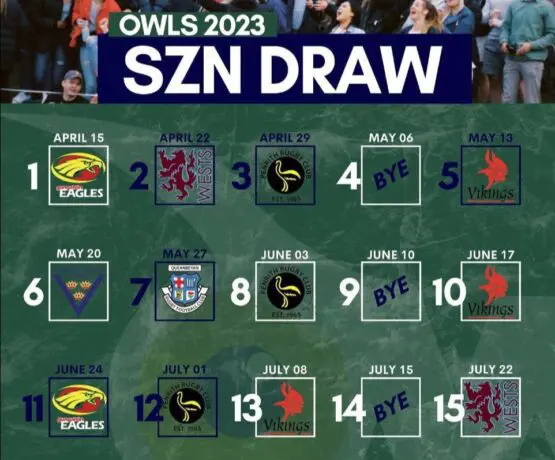 OWLS 2023
SZN DRAW
APRIL 15
APRIL 22
APRIL 29
MAY 06
MAY 13
1
EAGLES
2
WESTS
3
PENRITH RUGBY CLUB
EST. 1965
4
BYE
5
Vikings
MAY 20
MAY 27
JUNE 03
JUNE 10
JUNE 17
6
7
QUEANBEYAN
8
PENRITH RUGBY CLUB
EST. 1965
9
BYE
10
Vikings
JUNE 24
JULY 01
JULY 08
JULY 15
JULY 22
11
EAGLES
12
PENRITH RUGBY CLUB
EST. 1965
13
Vikings
14
BYE
15
WESTS